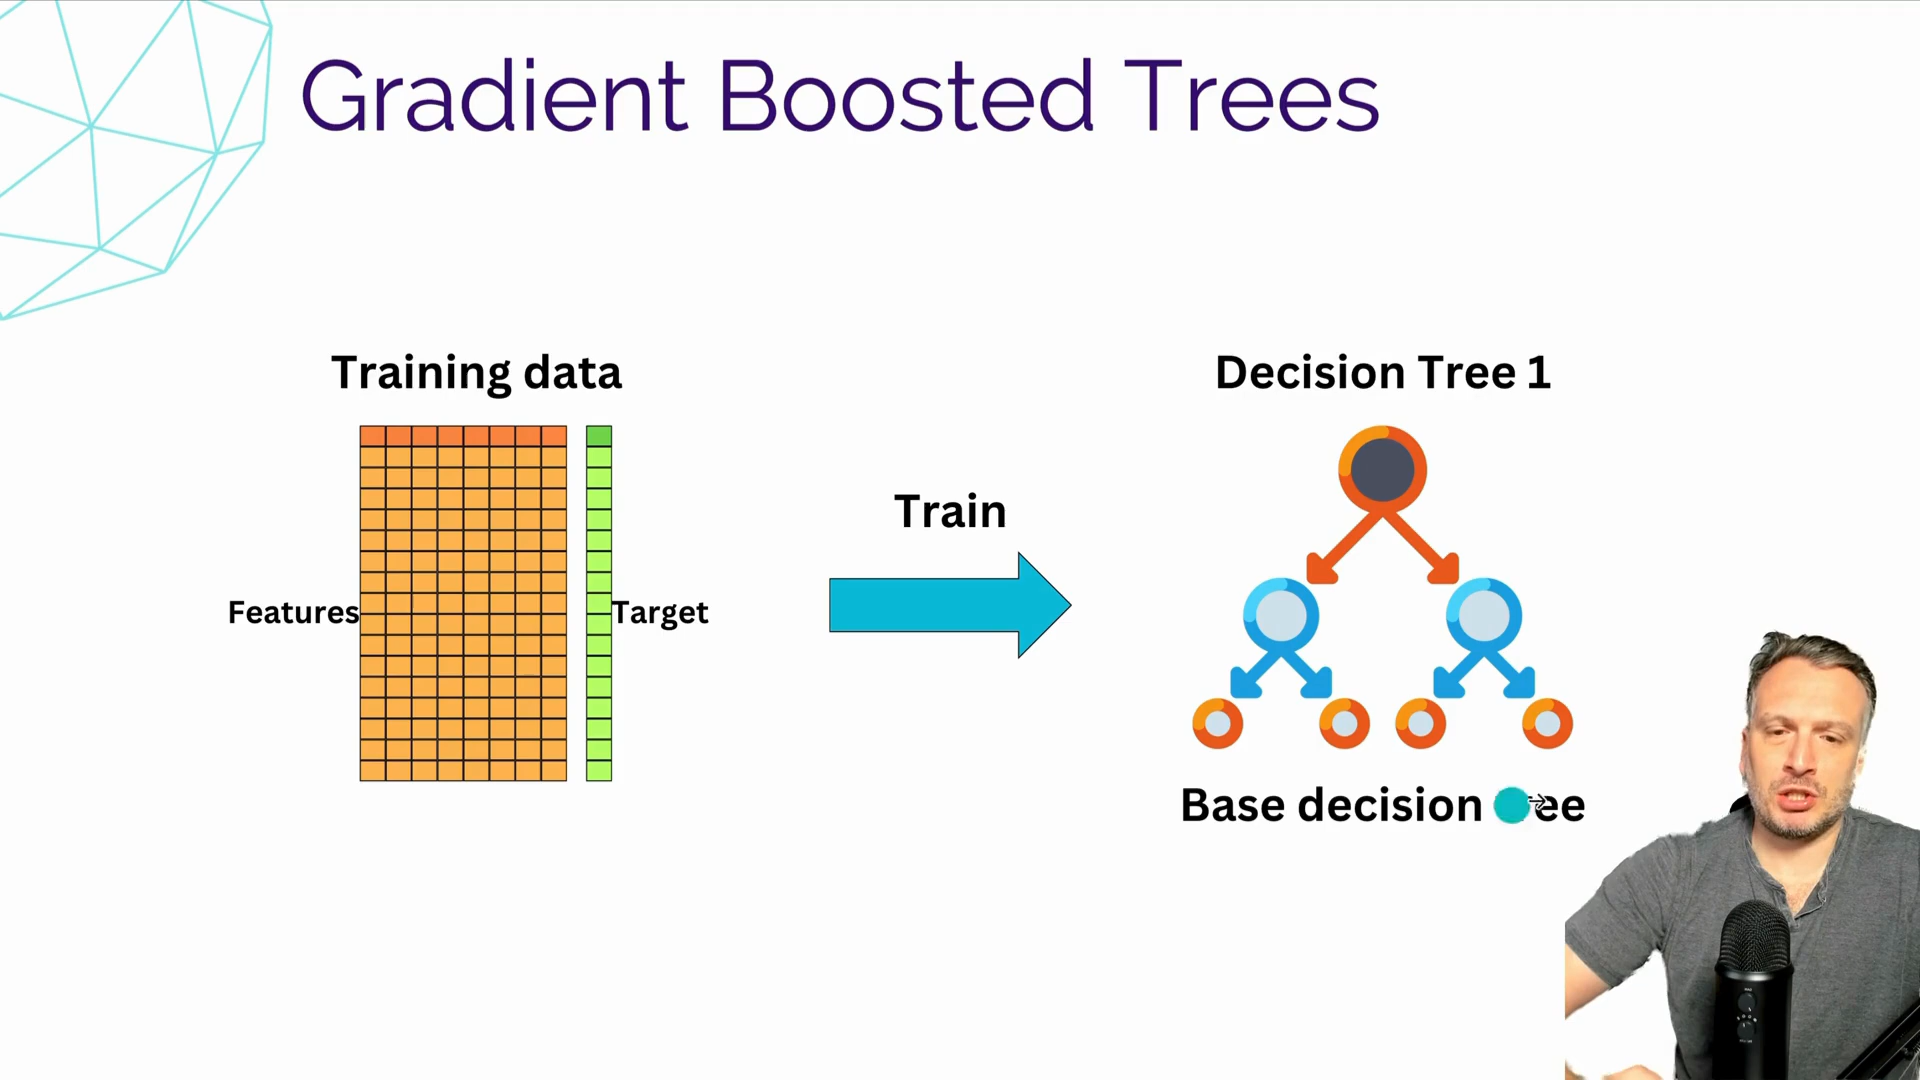 Gradient Boosted Trees
Training data
Decision Tree 1
Train
Features
Target
Base decision